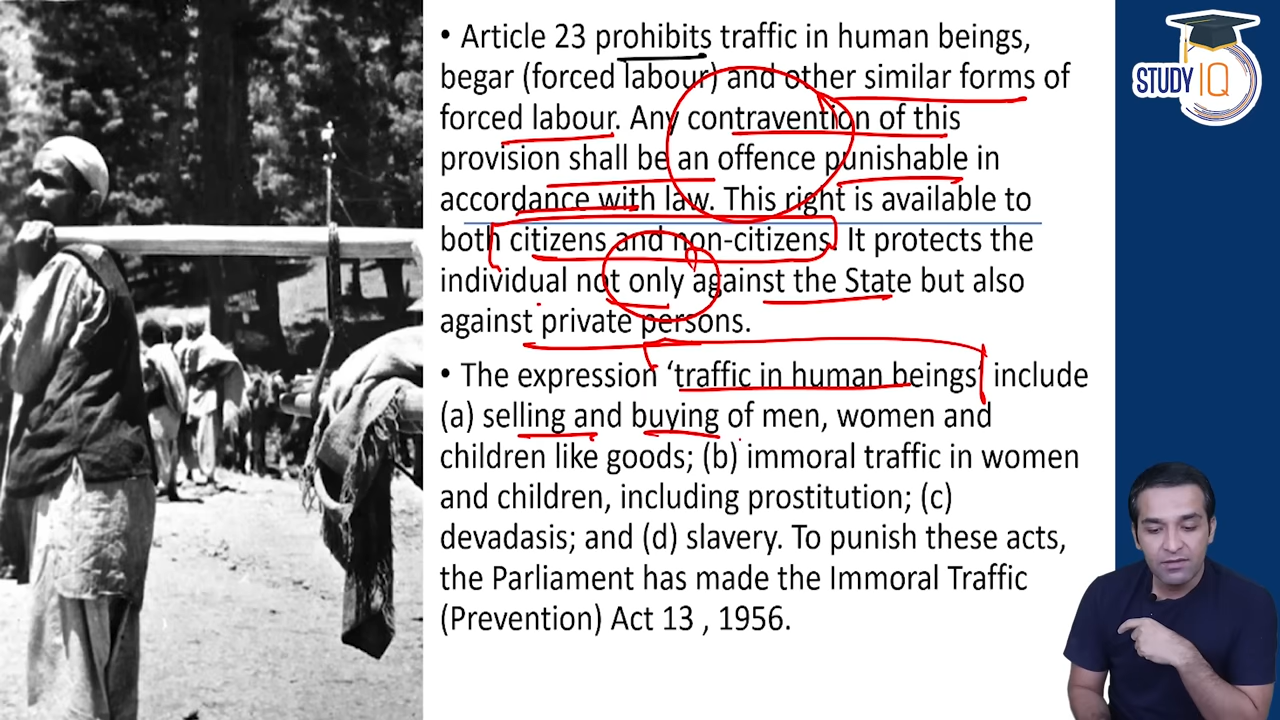 • Article 23 prohibits traffic in human beings,
begar (forced labour) and other similar forms of
forced labour. Any contravention of this
provision shall be an offence punishable in
accordance with law. This right is available to
both citizens and non-citizens. It protects the
individual not only against the State but also
against private persons.
• The expression ‘traffic in human beings’ include
(a) selling and buying of men, women and
children like goods; (b) immoral traffic in women
and children, including prostitution; (c)
devadasis; and (d) slavery. To punish these acts,
the Parliament has made the Immoral Traffic
(Prevention) Act 13 , 1956.
STUDY IQ